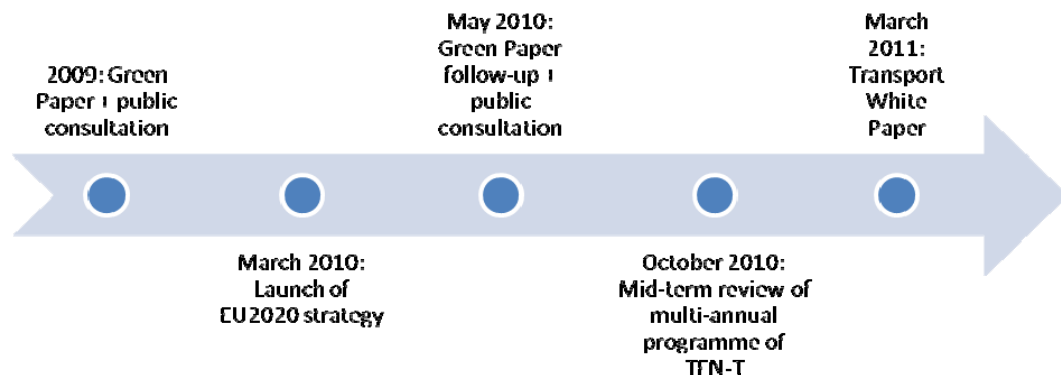 2009: Green
Paper + public
consultation
March 2010:
Launch of
EU2020 strategy
May 2010:
Green Paper
follow-up +
public
consultation
October 2010:
Mid-term review of
multi-annual
programme of
TEN-T
March
2011:
Transport
White
Paper